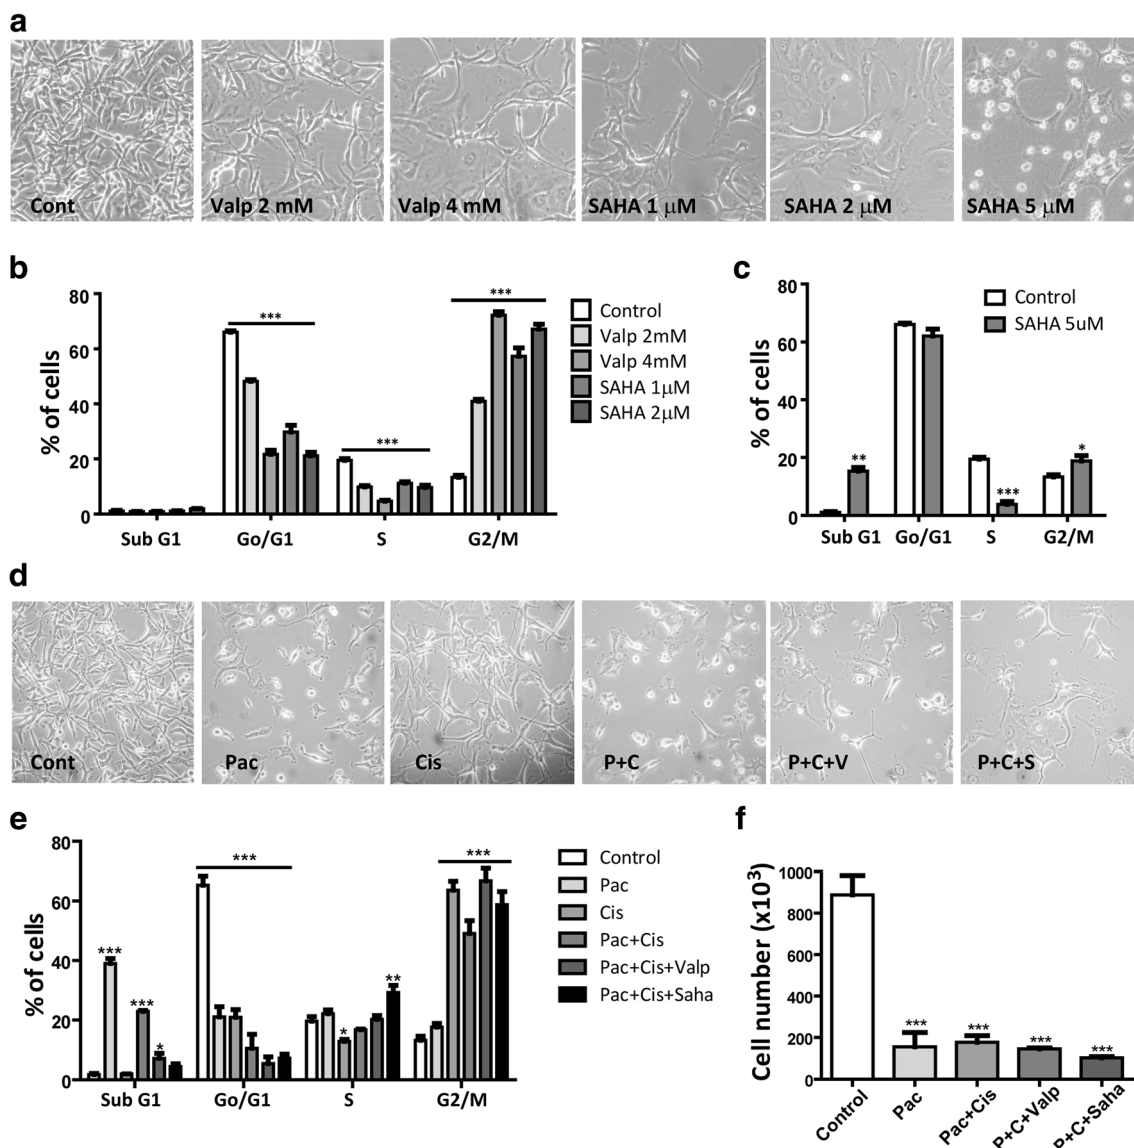 a
Cont
Valp 2 mM
Valp 4 mM
SAHA 1 μM
SAHA 2 μM
SAHA 5 μM
b
% of cells
80
60
40
20
0
***
***
***
Sub G1
Go/G1
S
G2/M
Control
Valp 2mM
Valp 4mM
SAHA 1μM
SAHA 2μM
c
% of cells
80
60
40
20
0
**
***
*
Sub G1
Go/G1
S
G2/M
Control
SAHA 5uM
d
Cont
Pac
Cis
P+C
P+C+V
P+C+S
e
% of cells
80
60
40
20
0
***
***
*
***
*
**
***
Sub G1
Go/G1
S
G2/M
Control
Pac
Cis
Pac+Cis
Pac+Cis+Valp
Pac+Cis+Saha
f
Cell number (x10³)
1000
800
600
400
200
0
***
***
***
***
Control
Pac
Pac+Cis
P+C+Valp
P+C+Saha